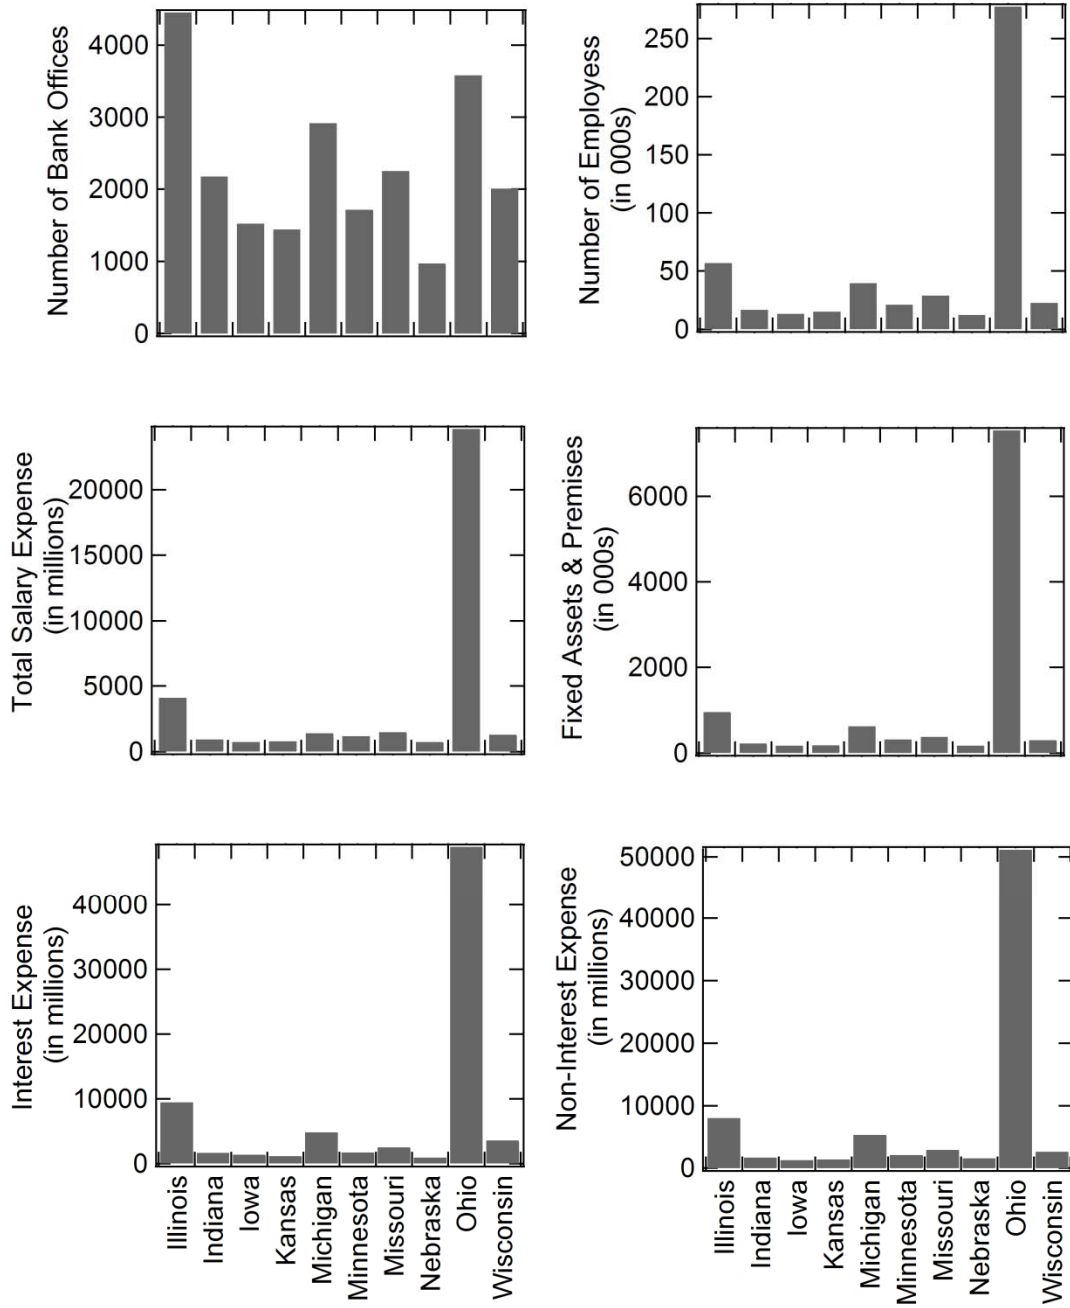 Number of Bank Offices
4000
3000
2000
1000
0
Number of Employess
(in 000s)
250
200
150
100
50
0
Total Salary Expense
(in millions)
20000
15000
10000
5000
0
Fixed Assets & Premises
(in 000s)
6000
4000
2000
0
Interest Expense
(in millions)
40000
30000
20000
10000
0
Illinois
Indiana
Iowa
Kansas
Michigan
Minnesota
Missouri
Nebraska
Ohio
Wisconsin
Non-Interest Expense
(in millions)
50000
40000
30000
20000
10000
0
Illinois
Indiana
Iowa
Kansas
Michigan
Minnesota
Missouri
Nebraska
Ohio
Wisconsin